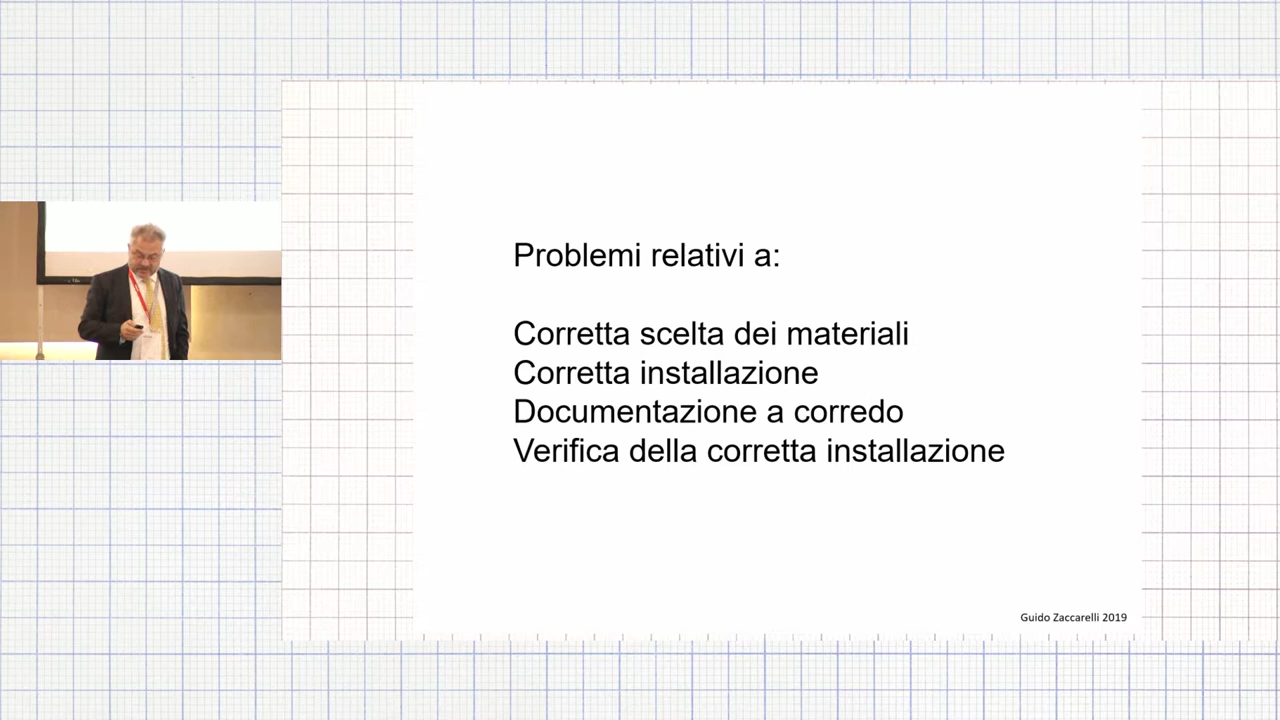 Problemi relativi a:
Corretta scelta dei materiali
Corretta installazione
Documentazione a corredo
Verifica della corretta installazione
Guido Zaccarelli 2019